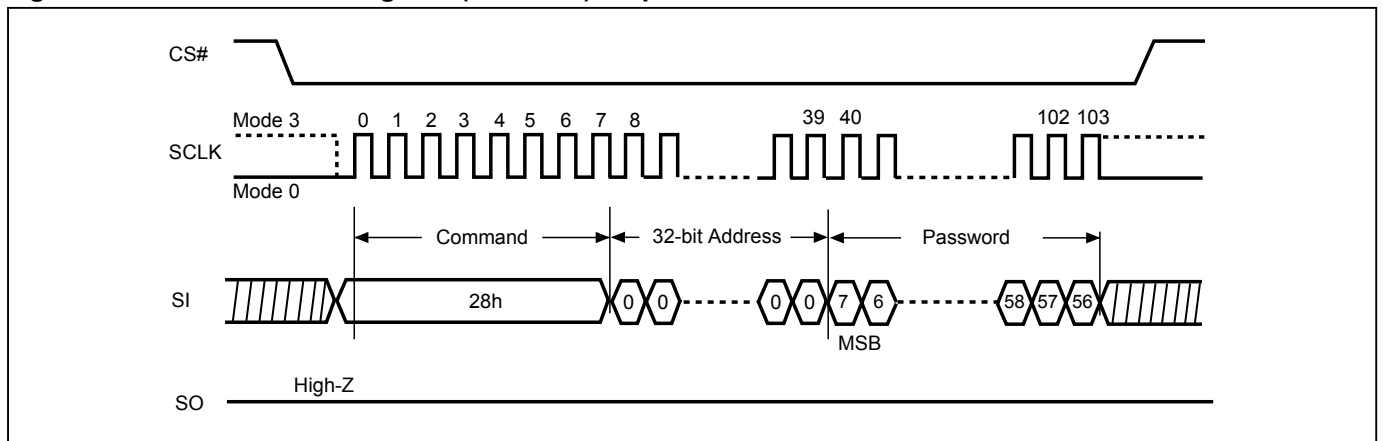 CS#
Mode 3
0 1 2 3 4 5 6 7 8 39 40 102 103
SCLK
Mode 0
Command 32-bit Address Password
SI 28h 0 0 0 0 7 6 58 57 56
MSB
High-Z
SO